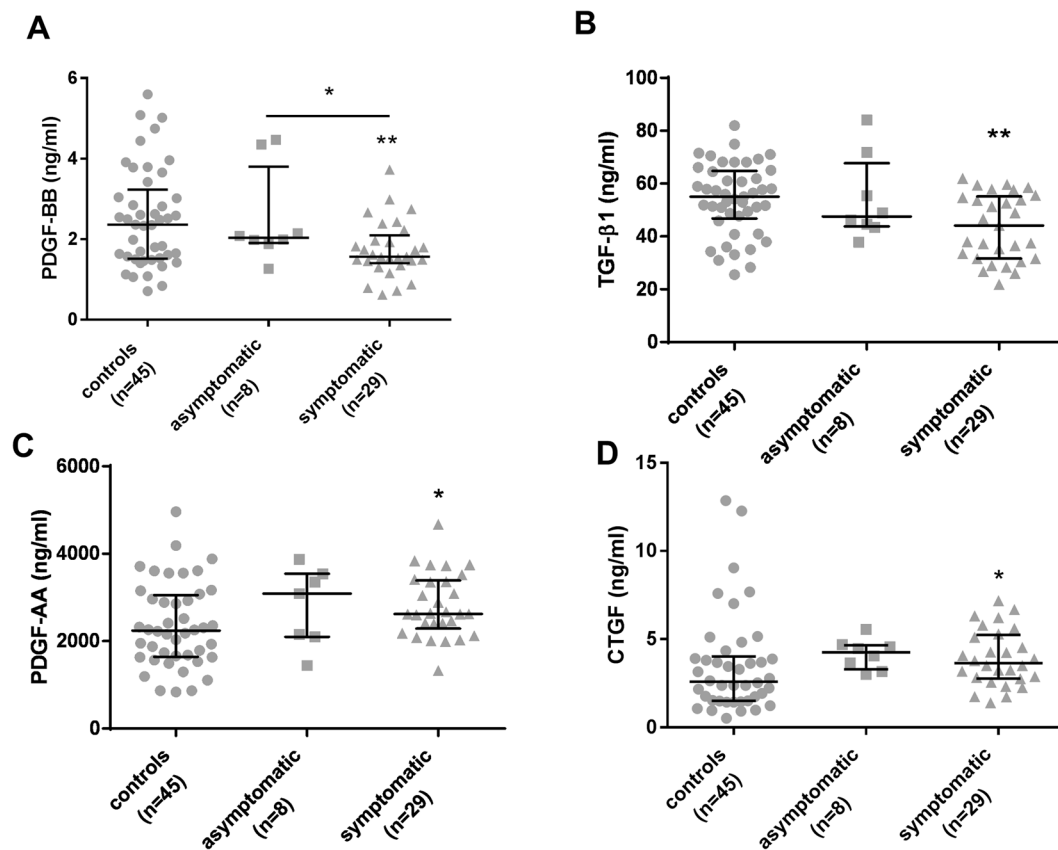 A
PDGF-BB (ng/ml)
6
4
2
0
*
**
controls
(n=45)
asymptomatic
(n=8)
symptomatic
(n=29)
B
TGF-β1 (ng/ml)
100
80
60
40
20
0
**
controls
(n=45)
asymptomatic
(n=8)
symptomatic
(n=29)
C
PDGF-AA (ng/ml)
6000
4000
2000
0
*
controls
(n=45)
asymptomatic
(n=8)
symptomatic
(n=29)
D
CTGF (ng/ml)
15
10
5
0
*
controls
(n=45)
asymptomatic
(n=8)
symptomatic
(n=29)